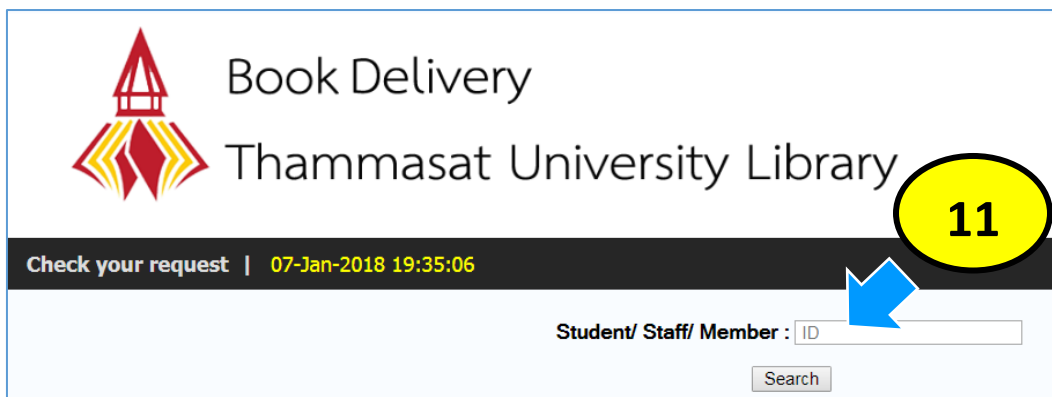 Book Delivery
Thammasat University Library
11
Check your request | 07-Jan-2018 19:35:06
Student/ Staff/ Member : ID
Search